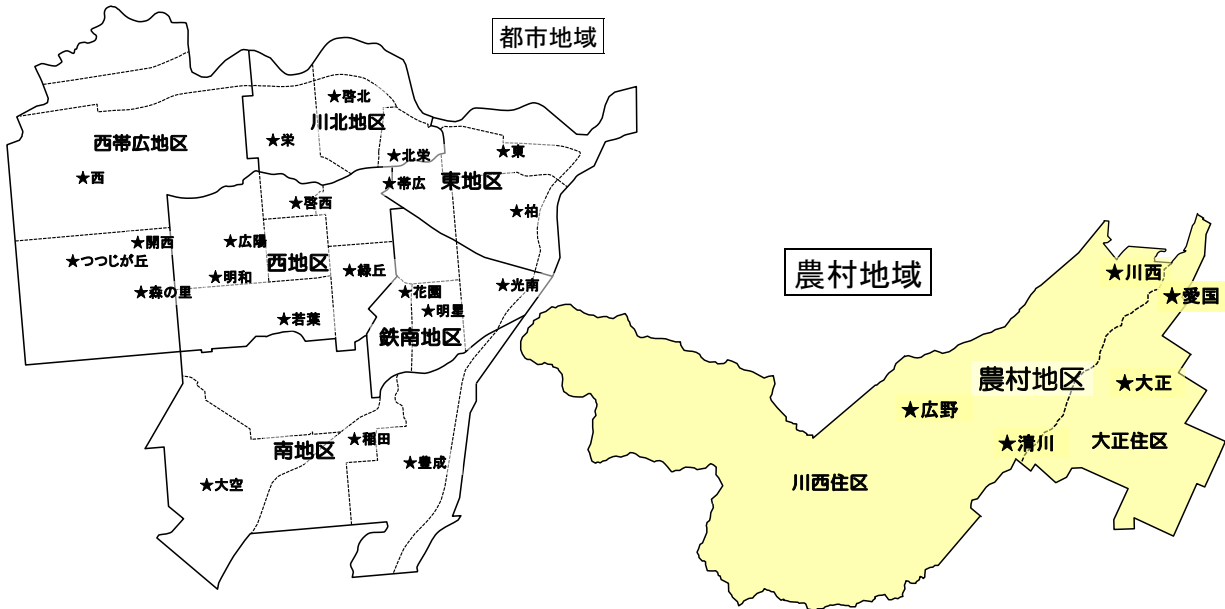 都市地域
★啓北
川北地区
★栄
西帯広地区
★北栄
★東
★西
★帯広
東地区
★啓西
★柏
★開西
★広陽
つつじが丘
西地区
★明和
★緑丘
★森の里
★花園
★光南
★明星
★若葉
鉄南地区
★稲田
南地区
★豊成
★大空
農村地域
★川西
★愛国
農村地区
★大正
★広野
★清川
大正住区
川西住区